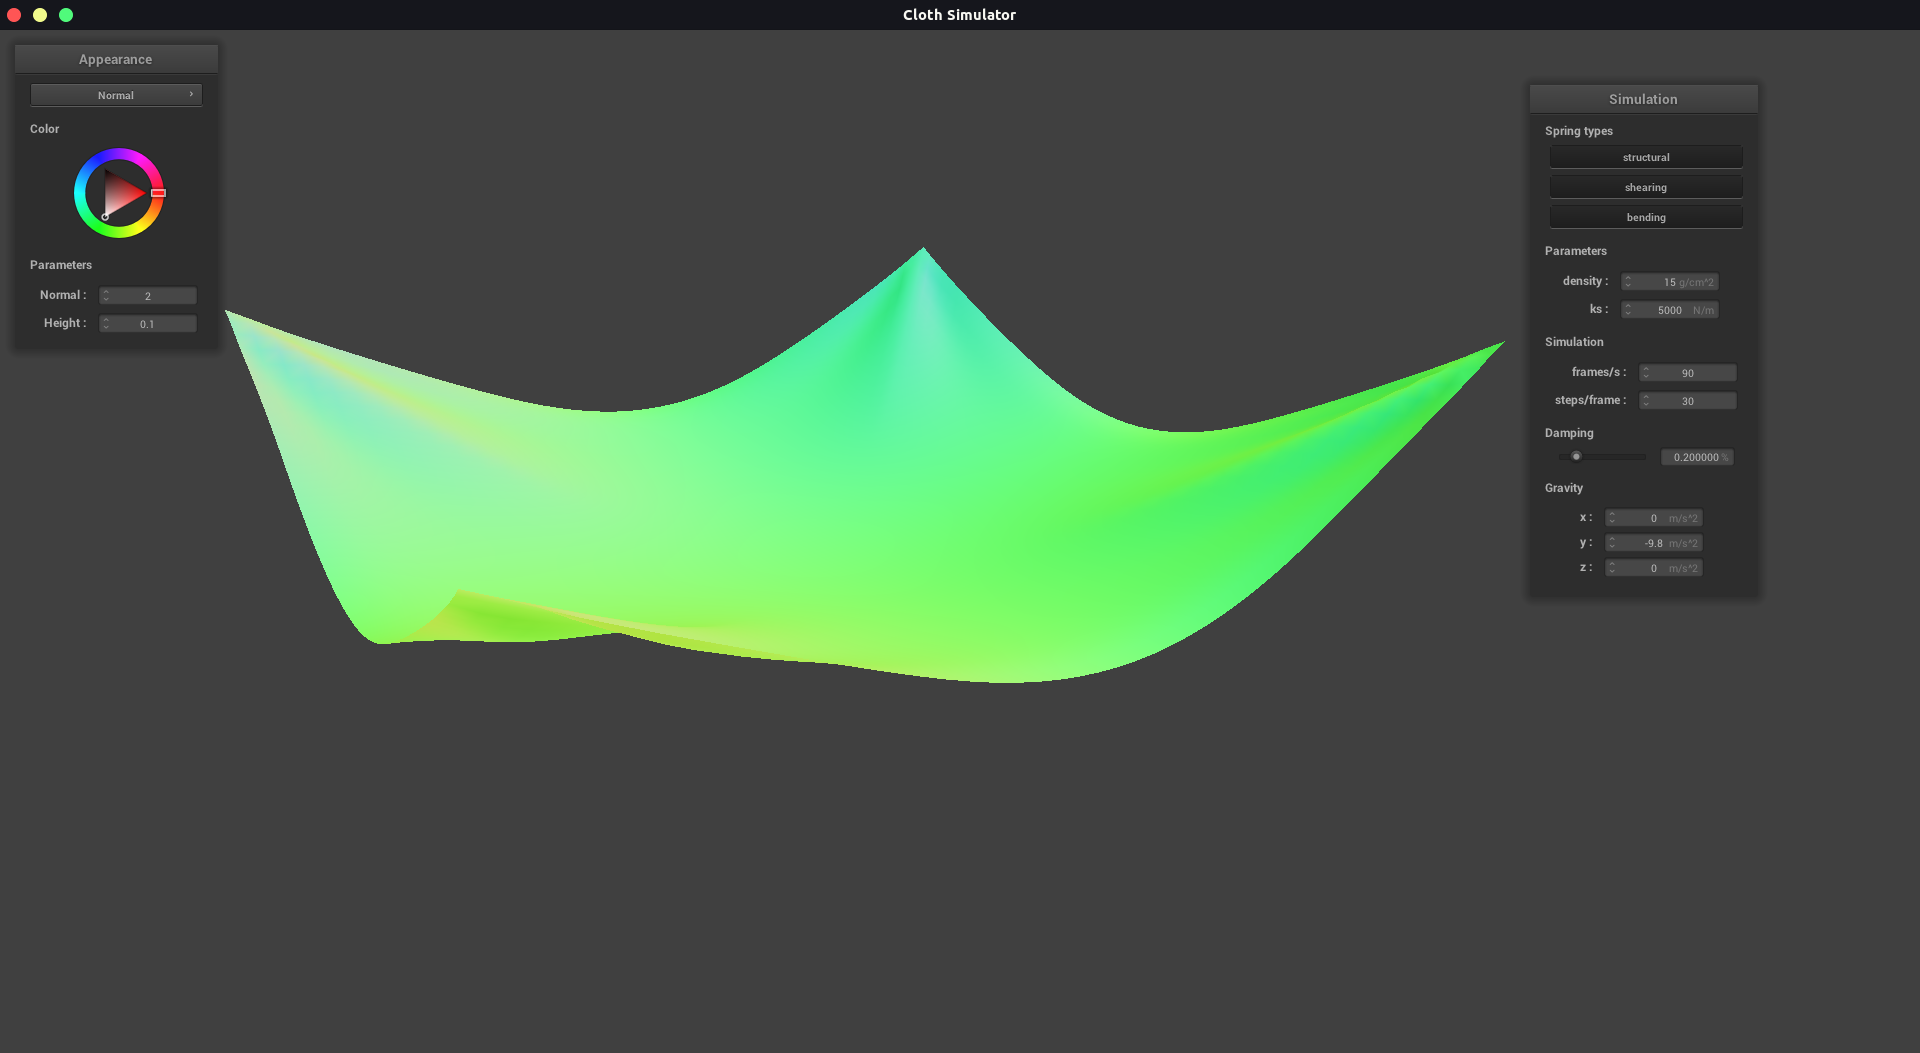 Cloth Simulator
Appearance
Normal
Color
Parameters
Normal : 2
Height : 0.1
Simulation
Spring types
structural
shearing
bending
Parameters
density : 15 g/cm^2
ks : 5000 N/m
Simulation
frames/s : 90
steps/frame : 30
Damping
0.200000 %
Gravity
x : 0 m/s^2
y : -9.8 m/s^2
z : 0 m/s^2